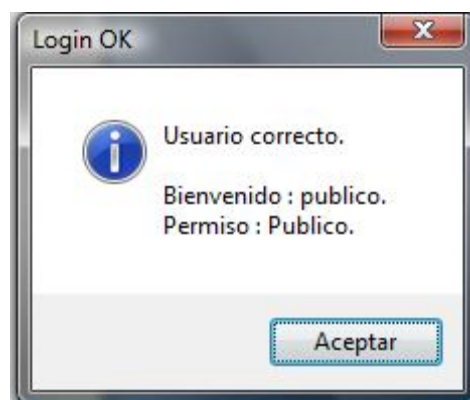 Login OK
Usuario correcto.
Bienvenido : publico.
Permiso : Publico.
Aceptar